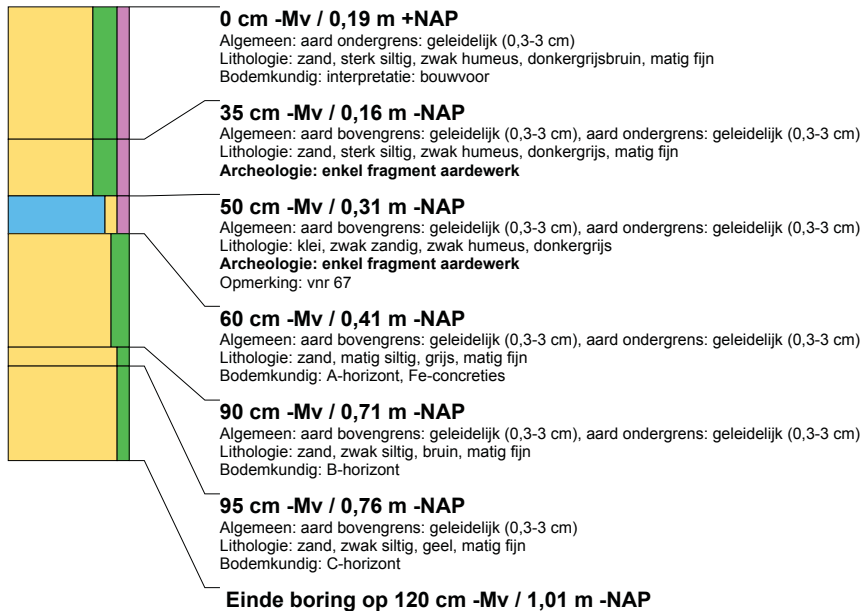 0 cm -Mv / 0,19 m +NAP
Algemeen: aard ondergrens: geleidelijk (0,3-3 cm)
Lithologie: zand, sterk siltig, zwak humeus, donkergrijsbruin, matig fijn
Bodemkundig: interpretatie: bouwvoor
35 cm -Mv / 0,16 m -NAP
Algemeen: aard bovengrens: geleidelijk (0,3-3 cm), aard ondergrens: geleidelijk (0,3-3 cm)
Lithologie: zand, sterk siltig, zwak humeus, donkergrijs, matig fijn
Archeologie: enkel fragment aardewerk
50 cm -Mv / 0,31 m -NAP
Algemeen: aard bovengrens: geleidelijk (0,3-3 cm), aard ondergrens: geleidelijk (0,3-3 cm)
Lithologie: klei, zwak zandig, zwak humeus, donkergrijs
Archeologie: enkel fragment aardewerk
Opmerking: vnr 67
60 cm -Mv / 0,41 m -NAP
Algemeen: aard bovengrens: geleidelijk (0,3-3 cm), aard ondergrens: geleidelijk (0,3-3 cm)
Lithologie: zand, matig siltig, grijs, matig fijn
Bodemkundig: A-horizont, Fe-concreties
90 cm -Mv / 0,71 m -NAP
Algemeen: aard bovengrens: geleidelijk (0,3-3 cm), aard ondergrens: geleidelijk (0,3-3 cm)
Lithologie: zand, zwak siltig, bruin, matig fijn
Bodemkundig: B-horizont
95 cm -Mv / 0,76 m -NAP
Algemeen: aard bovengrens: geleidelijk (0,3-3 cm)
Lithologie: zand, zwak siltig, geel, matig fijn
Bodemkundig: C-horizont
Einde boring op 120 cm -Mv / 1,01 m -NAP